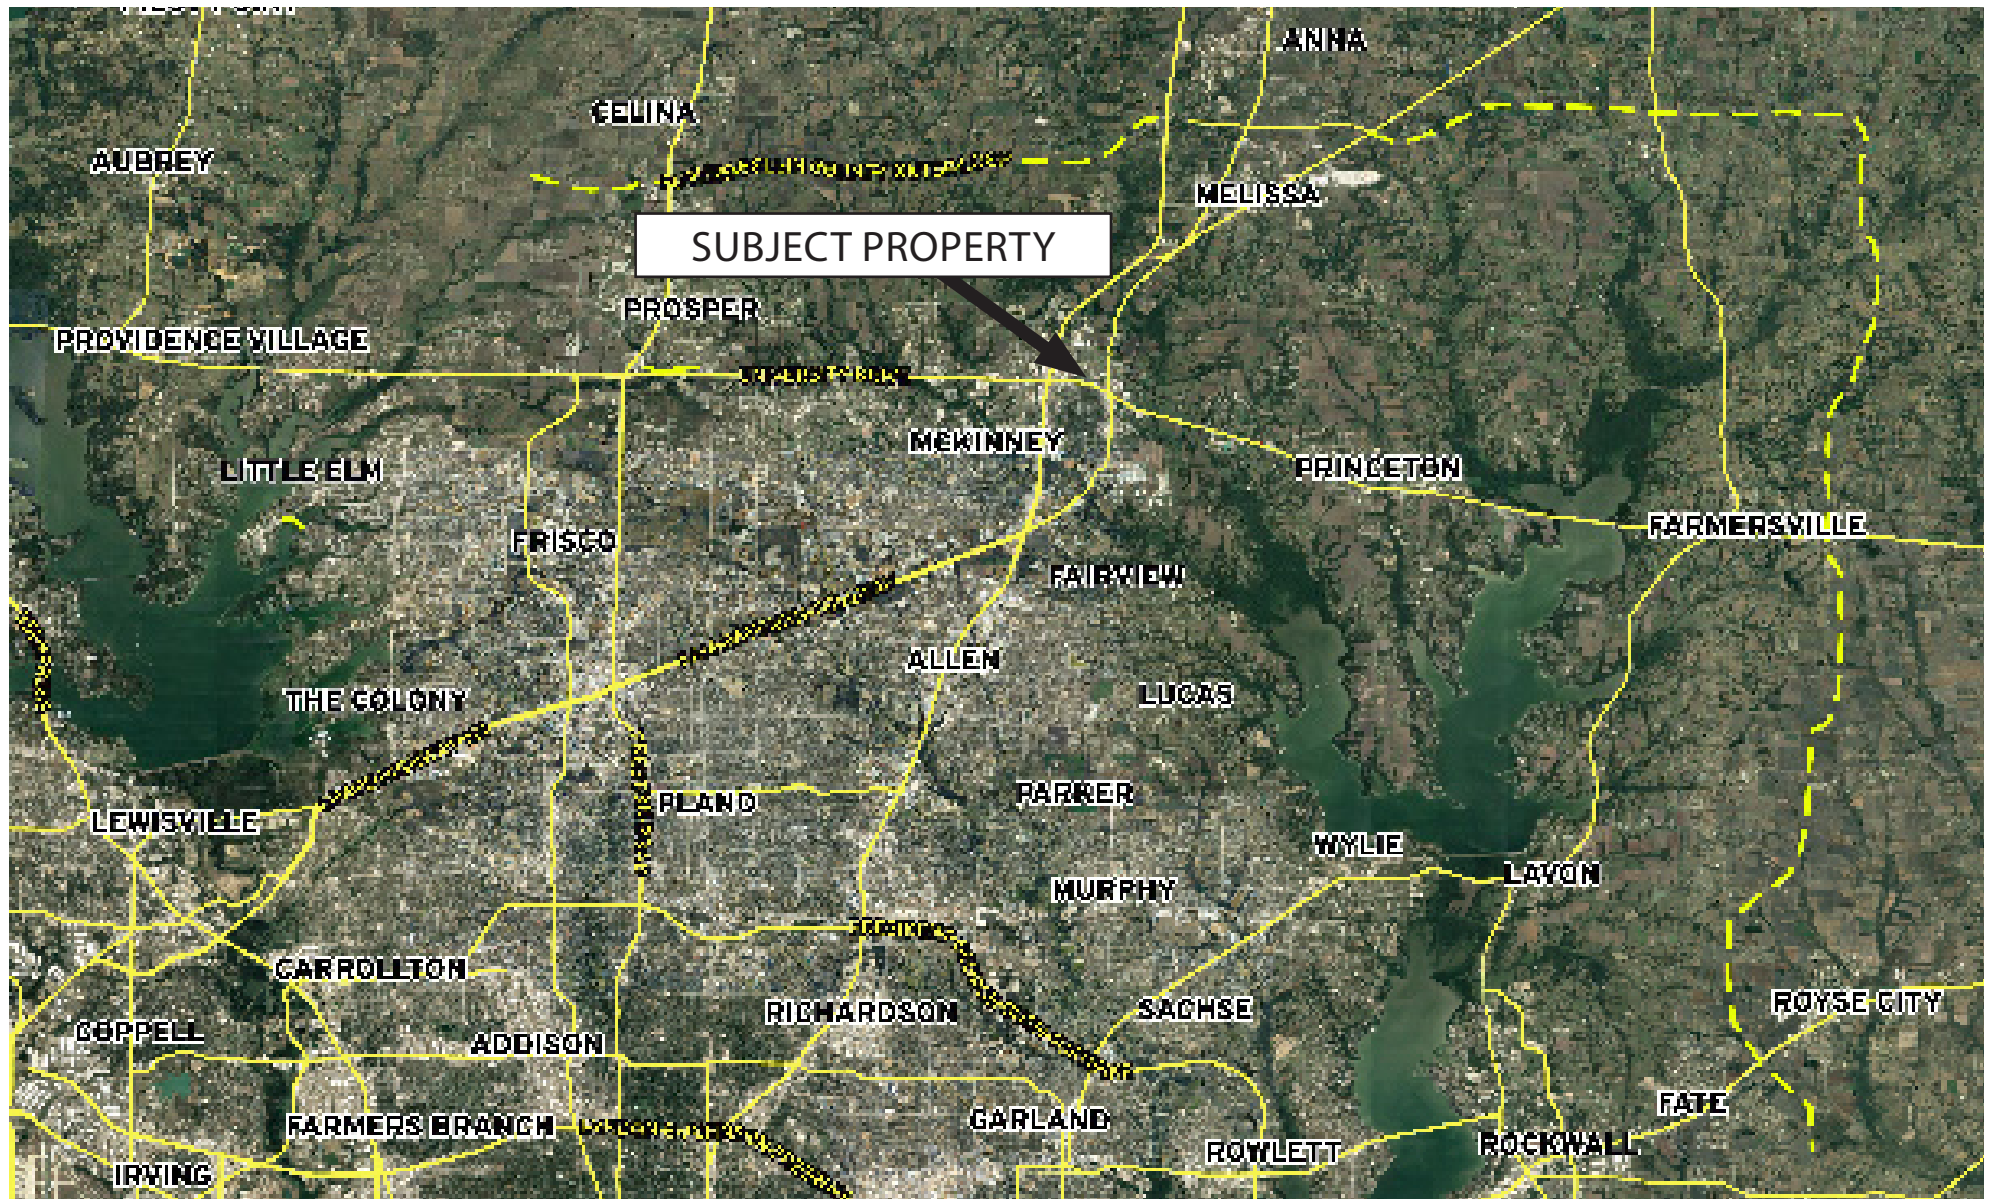 ANNA
CELINA
AUBREY
MELISSA
SUBJECT PROPERTY
PROSPER
PROVIDENCE VILLAGE
MCKINNEY
PRINCETON
LITTLE ELM
FARMERSVILLE
FRISCO
FAIRVIEW
ALLEN
LUCAS
THE COLONY
PARKER
PLANO
LEWISVILLE
WYLIE
LAVON
MURPHY
CARROLLTON
ROYSE CITY
RICHARDSON
SACHSE
COPPELL
ADDISON
FATE
GARLAND
FARMERS BRANCH
ROCKWALL
ROWLETT
IRVING